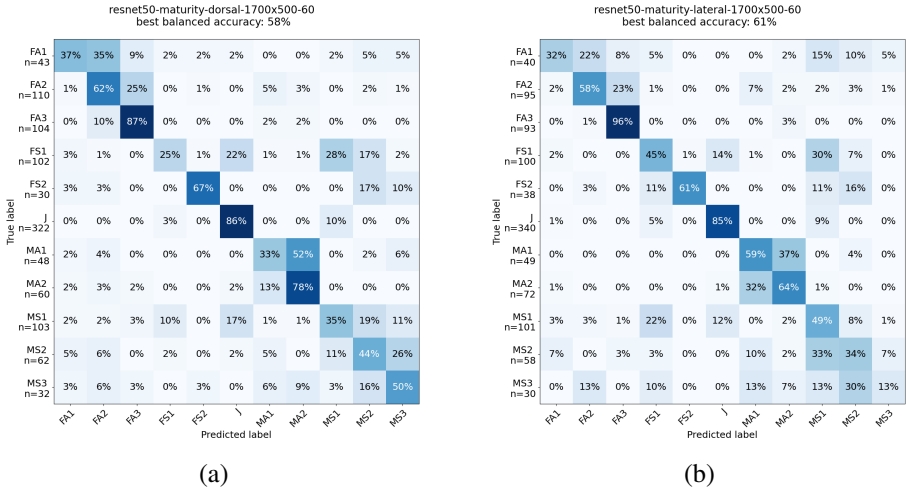 resnet50-maturity-dorsal-1700x500-60
best balanced accuracy: 58%
FA1 n=43 37% 35% 9% 2% 2% 2% 0% 2% 2% 5% 5%
FA2 n=110 1% 62% 25% 0% 1% 0% 5% 3% 0% 2% 1%
FA3 n=104 0% 10% 87% 0% 0% 0% 2% 2% 0% 0% 0%
FS1 n=102 3% 1% 0% 25% 1% 22% 1% 1% 28% 17% 2%
FS2 n=30 3% 3% 0% 0% 67% 0% 0% 0% 0% 17% 10%
J n=322 0% 0% 0% 3% 0% 86% 0% 0% 10% 0% 0%
MA1 n=48 2% 4% 0% 0% 0% 0% 33% 52% 0% 2% 6%
MA2 n=60 2% 3% 2% 0% 0% 2% 13% 78% 0% 0% 0%
MS1 n=103 2% 2% 3% 10% 0% 17% 1% 1% 35% 19% 11%
MS2 n=62 5% 6% 0% 2% 0% 2% 5% 0% 11% 44% 26%
MS3 n=32 3% 6% 3% 0% 3% 0% 6% 9% 3% 16% 50%
True label
FA1 FA2 FA3 FS1 FS2 J MA1 MA2 MS1 MS2 MS3
Predicted label
(a)
resnet50-maturity-lateral-1700x500-60
best balanced accuracy: 61%
FA1 n=40 32% 22% 8% 5% 0% 0% 0% 2% 15% 10% 5%
FA2 n=95 2% 58% 23% 0% 0% 0% 7% 2% 2% 3% 1%
FA3 n=93 0% 1% 96% 0% 0% 0% 0% 3% 0% 0% 0%
FS1 n=100 2% 0% 0% 45% 1% 14% 1% 0% 30% 7% 0%
FS2 n=38 0% 3% 0% 11% 61% 0% 0% 0% 11% 16% 0%
J n=340 1% 0% 0% 5% 0% 85% 0% 0% 9% 0% 0%
MA1 n=49 0% 0% 0% 0% 0% 0% 59% 37% 0% 4% 0%
MA2 n=72 1% 0% 0% 0% 0% 1% 32% 64% 1% 0% 0%
MS1 n=101 3% 3% 1% 22% 0% 12% 0% 2% 49% 8% 1%
MS2 n=58 7% 0% 3% 3% 0% 0% 10% 2% 33% 34% 7%
MS3 n=30 0% 13% 0% 10% 0% 0% 13% 7% 13% 30% 13%
True label
FA1 FA2 FA3 FS1 FS2 J MA1 MA2 MS1 MS2 MS3
Predicted label
(b)